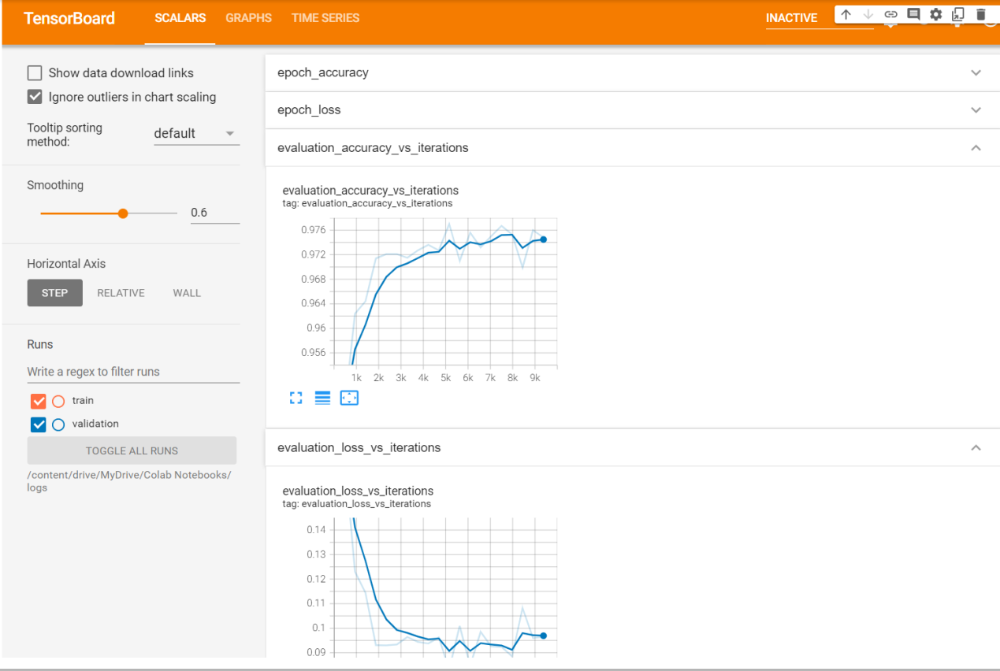 TensorBoard SCALARS GRAPHS TIME SERIES INACTIVE
Show data download links
Ignore outliers in chart scaling
Tooltip sorting
method:
default
Smoothing
0.6
Horizontal Axis
STEP RELATIVE WALL
Runs
Write a regex to filter runs
train
validation
TOGGLE ALL RUNS
/content/drive/MyDrive/Colab Notebooks/
logs
epoch_accuracy
epoch_loss
evaluation_accuracy_vs_iterations
evaluation_accuracy_vs_iterations
tag: evaluation_accuracy_vs_iterations
0.976
0.972
0.968
0.964
0.96
0.956
1k 2k 3k 4k 5k 6k 7k 8k 9k
evaluation_loss_vs_iterations
evaluation_loss_vs_iterations
tag: evaluation_loss_vs_iterations
0.14
0.13
0.12
0.11
0.1
0.09